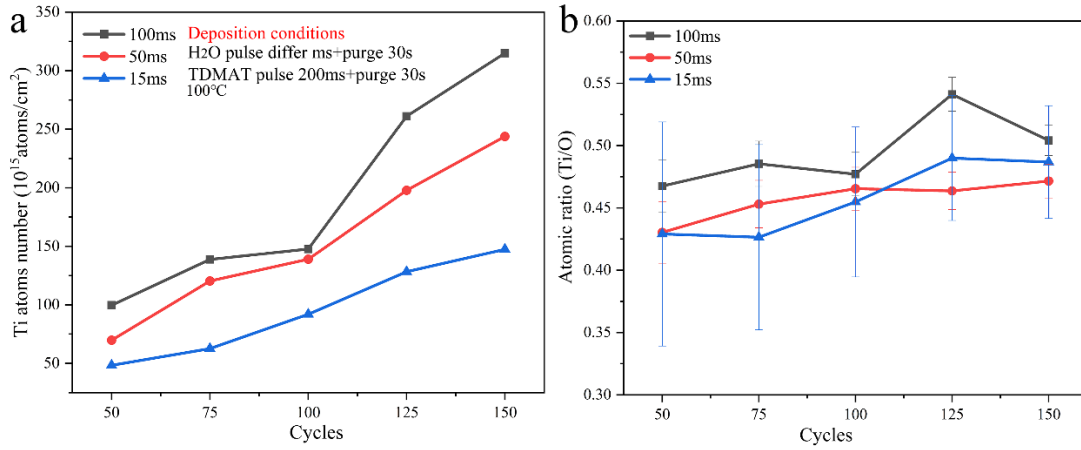 a
350
300
250
200
150
100
50
Ti atoms number (10¹⁵atoms/cm²)
100ms
50ms
15ms
Deposition conditions
H2O pulse differ ms+purge 30s
TDMAT pulse 200ms+purge 30s
100°C
50
75
100
125
150
Cycles
b
0.60
0.55
0.50
0.45
0.40
0.35
0.30
Atomic ratio (Ti/O)
100ms
50ms
15ms
50
75
100
125
150
Cycles